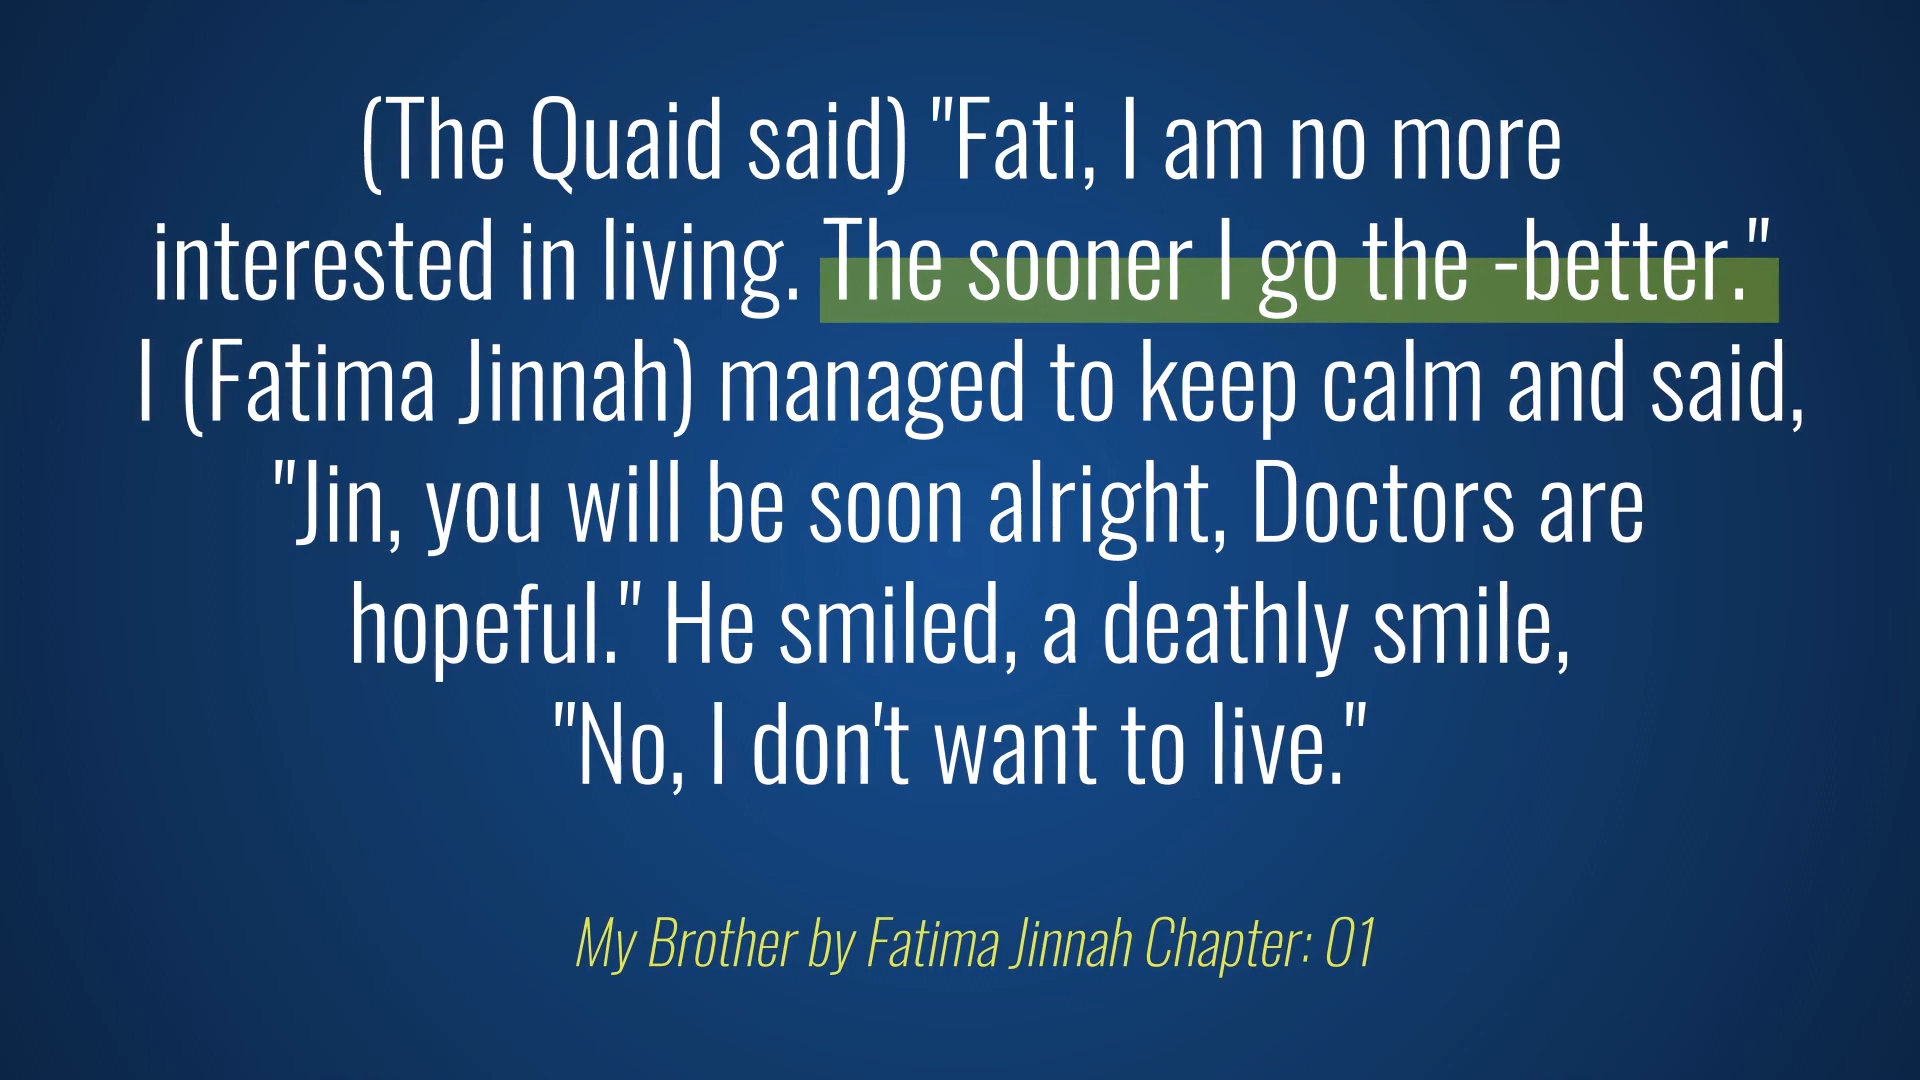 (The Quaid said) "Fati, I am no more
interested in living. The sooner I go the -better."
I (Fatima Jinnah) managed to keep calm and said,
"Jin, you will be soon alright, Doctors are
hopeful." He smiled, a deathly smile,
"No, I don't want to live."
My Brother by Fatima Jinnah Chapter: 01